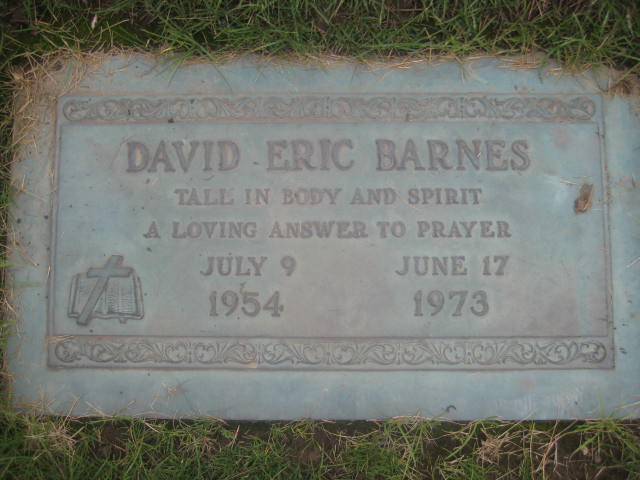 DAVID ERIC BARNES
TALL IN BODY AND SPIRIT
A LOVING ANSWER TO PRAYER
JULY 9 JUNE 17
1954 1973